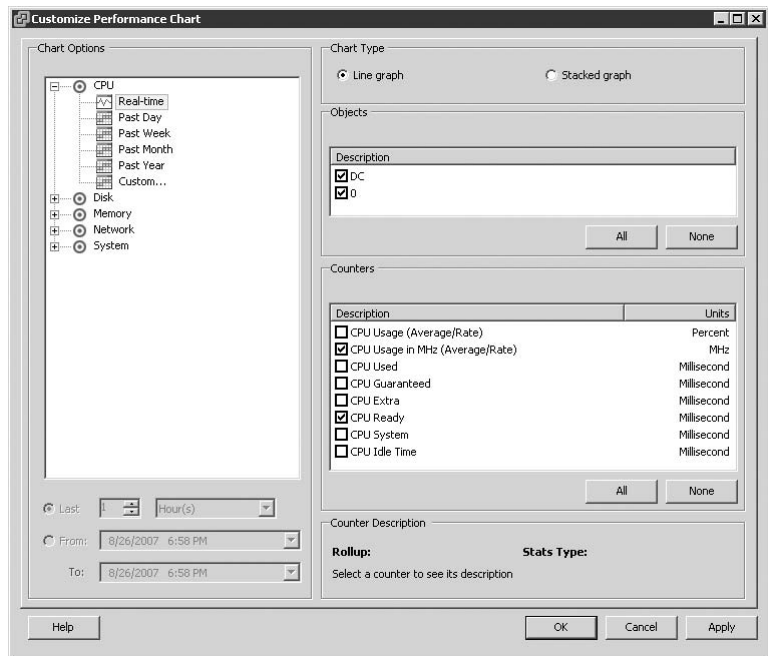 Customize Performance Chart
Chart Options
CPU
Real-time
Past Day
Past Week
Past Month
Past Year
Custom...
Disk
Memory
Network
System
Last 1 Hour(s)
From: 8/26/2007 6:58 PM
To: 8/26/2007 6:58 PM
Chart Type
Line graph Stacked graph
Objects
Description
DC
0
All None
Counters
Description Units
CPU Usage (Average/Rate) Percent
CPU Usage in MHz (Average/Rate) MHz
CPU Used Millisecond
CPU Guaranteed Millisecond
CPU Extra Millisecond
CPU Ready Millisecond
CPU System Millisecond
CPU Idle Time Millisecond
All None
Counter Description
Rollup: Stats Type:
Select a counter to see its description
Help OK Cancel Apply